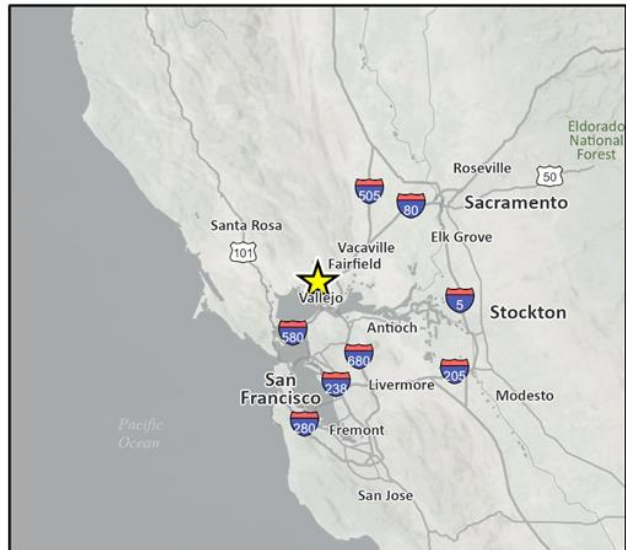 Eldorado
National
Forest
Roseville
50
505
80
Sacramento
Santa Rosa
101
Vacaville
Elk Grove
Fairfield
Vallejo
5
Stockton
580
Antioch
680
205
San
Francisco
238
Livermore
Modesto
Pacific
Ocean
280
Fremont
San Jose